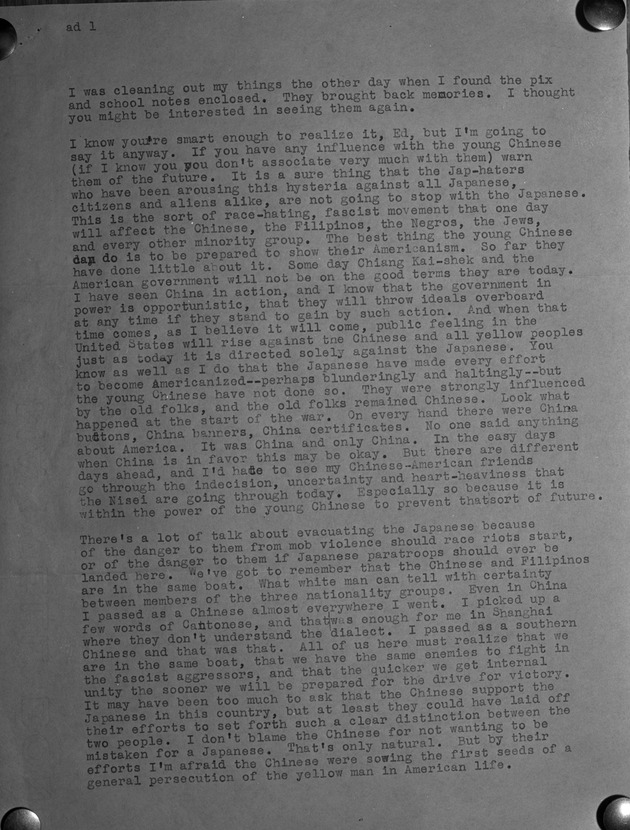 ad 1
I was cleaning out my things the other day when I found the pix
and school notes enclosed. They brought back memories. I thought
you might be interested in seeing them again.
I know you're smart enough to realize it, Ed, but I'm going to
say it anyway. If you have any influence with the young Chinese
(if I know you you don't associate very much with them) warn
them of the future. It is a sure thing that the Jap-haters
who have been arousing this hysteria against all Japanese,
citizens and aliens alike, are not going to stop with the Japanese.
This is the sort of race-hating, fascist movement that one day
will affect the Chinese, the Filipinos, the Negros, the Jews,
and every other minority group. The best thing the young Chinese
can do is to be prepared to show their Americanism. So far they
have done little about it. Some day Chiang Kai-shek and the
American government will not be on the good terms they are today.
I have seen China in action, and I know that the government in
power is opportunistic, that they will throw ideals overboard
at any time if they stand to gain by such action. And when that
time comes, as I believe it will come, public feeling in the
United States will rise against the Chinese and all yellow peoples
just as today it is directed solely against the Japanese. You
know as well as I do that the Japanese have made every effort
to become Americanized--perhaps blunderingly and haltingly--but
the young Chinese have not done so. They were strongly influenced
by the old folks, and the old folks remained Chinese. Look what
happened at the start of the war. On every hand there were China
buttons, China banners, China certificates. No one said anything
about America. It was China and only China. In the easy days
when China is in favor this may be okay. But there are different
days ahead, and I'd hate to see my Chinese-American friends
go through the indecision, uncertainty and heart-heaviness that
the Nisei are going through today. Especially so because it is
within the power of the young Chinese to prevent thatsort of future.
There's a lot of talk about evacuating the Japanese because
of the danger to them from mob violence should race riots start,
or of the danger to them if Japanese paratroops should ever be
landed here. We've got to remember that the Chinese and Filipinos
are in the same boat. What white man can tell with certainty
between members of the three nationality groups. Even in China
I passed as a Chinese almost everywhere I went. I picked up a
few words of Cantonese, and that was enough for me in Shanghai
where they don't understand the dialect. I passed as a southern
Chinese and that was that. All of us here must realize that we
are in the same boat, that we have the same enemies to fight in
the fascist aggressors, and that the quicker we get internal
unity the sooner we will be prepared for the drive for victory.
It may have been too much to ask that the Chinese support the
Japanese in this country, but at least they could have laid off
their efforts to set forth such a clear distinction between the
two people. I don't blame the Chinese for not wanting to be
mistaken for a Japanese. That's only natural. But by their
efforts I'm afraid the Chinese were sowing the first seeds of a
general persecution of the yellow man in American life.